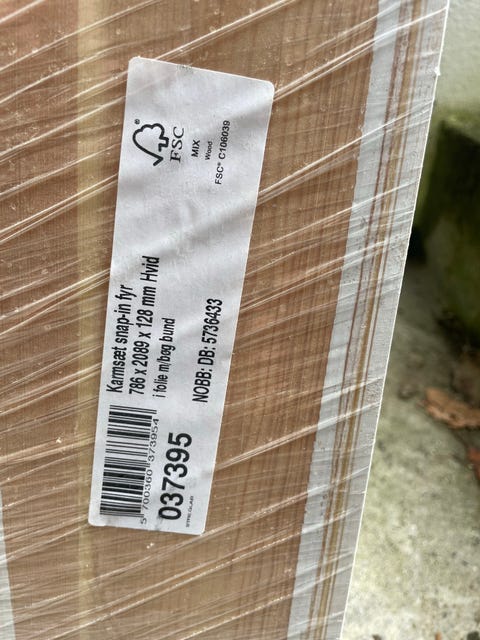 FSC®
MIX
Wood
FSC® C106039
Karmsæt snap-in fyr
786 x 2089 x 128 mm Hvid
i folie m/bøg bund
NOBB: DB: 5736433
5 700360 373954
037395